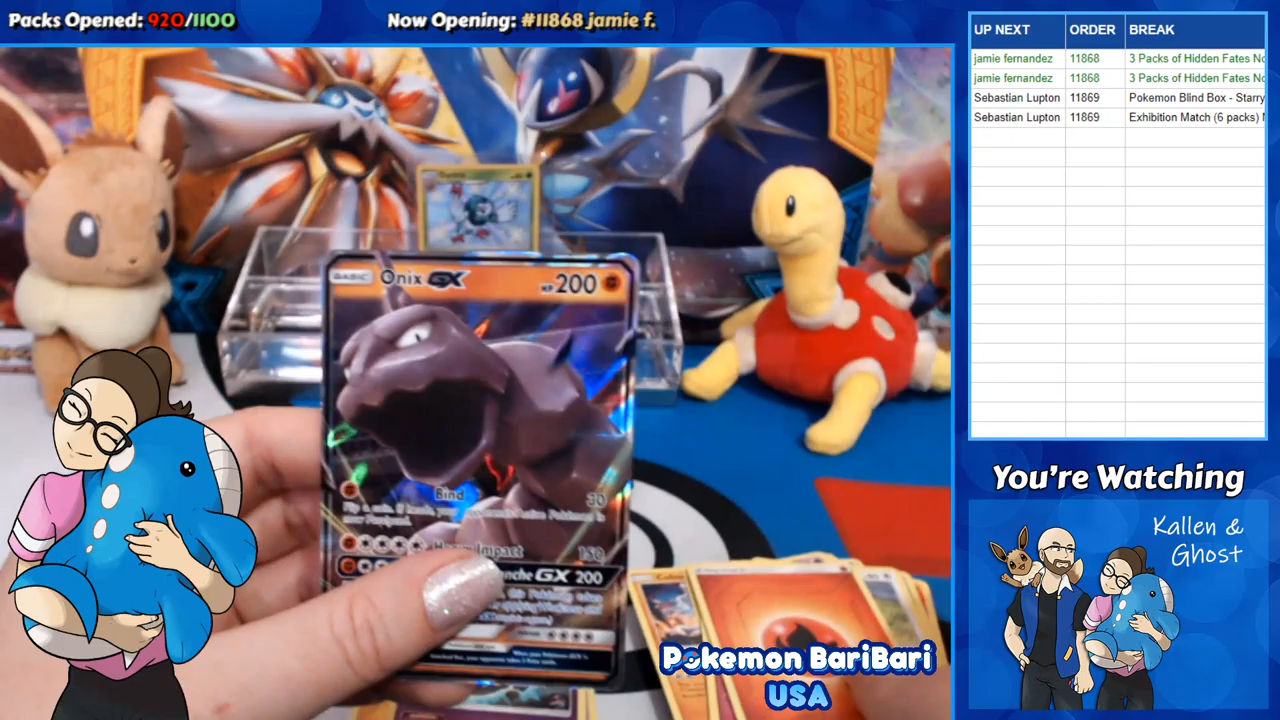 Packs Opened: 920/1100
Now Opening: #11868 jamie f.
UP NEXT ORDER BREAK
jamie fernandez 11868 3 Packs of Hidden Fates No
jamie fernandez 11868 3 Packs of Hidden Fates No
Sebastian Lupton 11869 Pokemon Blind Box - Starry
Sebastian Lupton 11869 Exhibition Match (6 packs)
BASIC Onix GX HP 200
Bind 30
Impact 150
anche GX 200
Pokemon BariBari
USA
You're Watching
Kallen &
Ghost